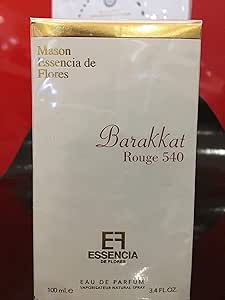 Mason
Essencia de
Flores
Barakkat
Rouge 540
EF
ESSENCIA
DE FLORES
EAU DE PARFUM
100 ml.e VAPORISATEUR NATURAL SPRAY 3.4 FL.OZ.